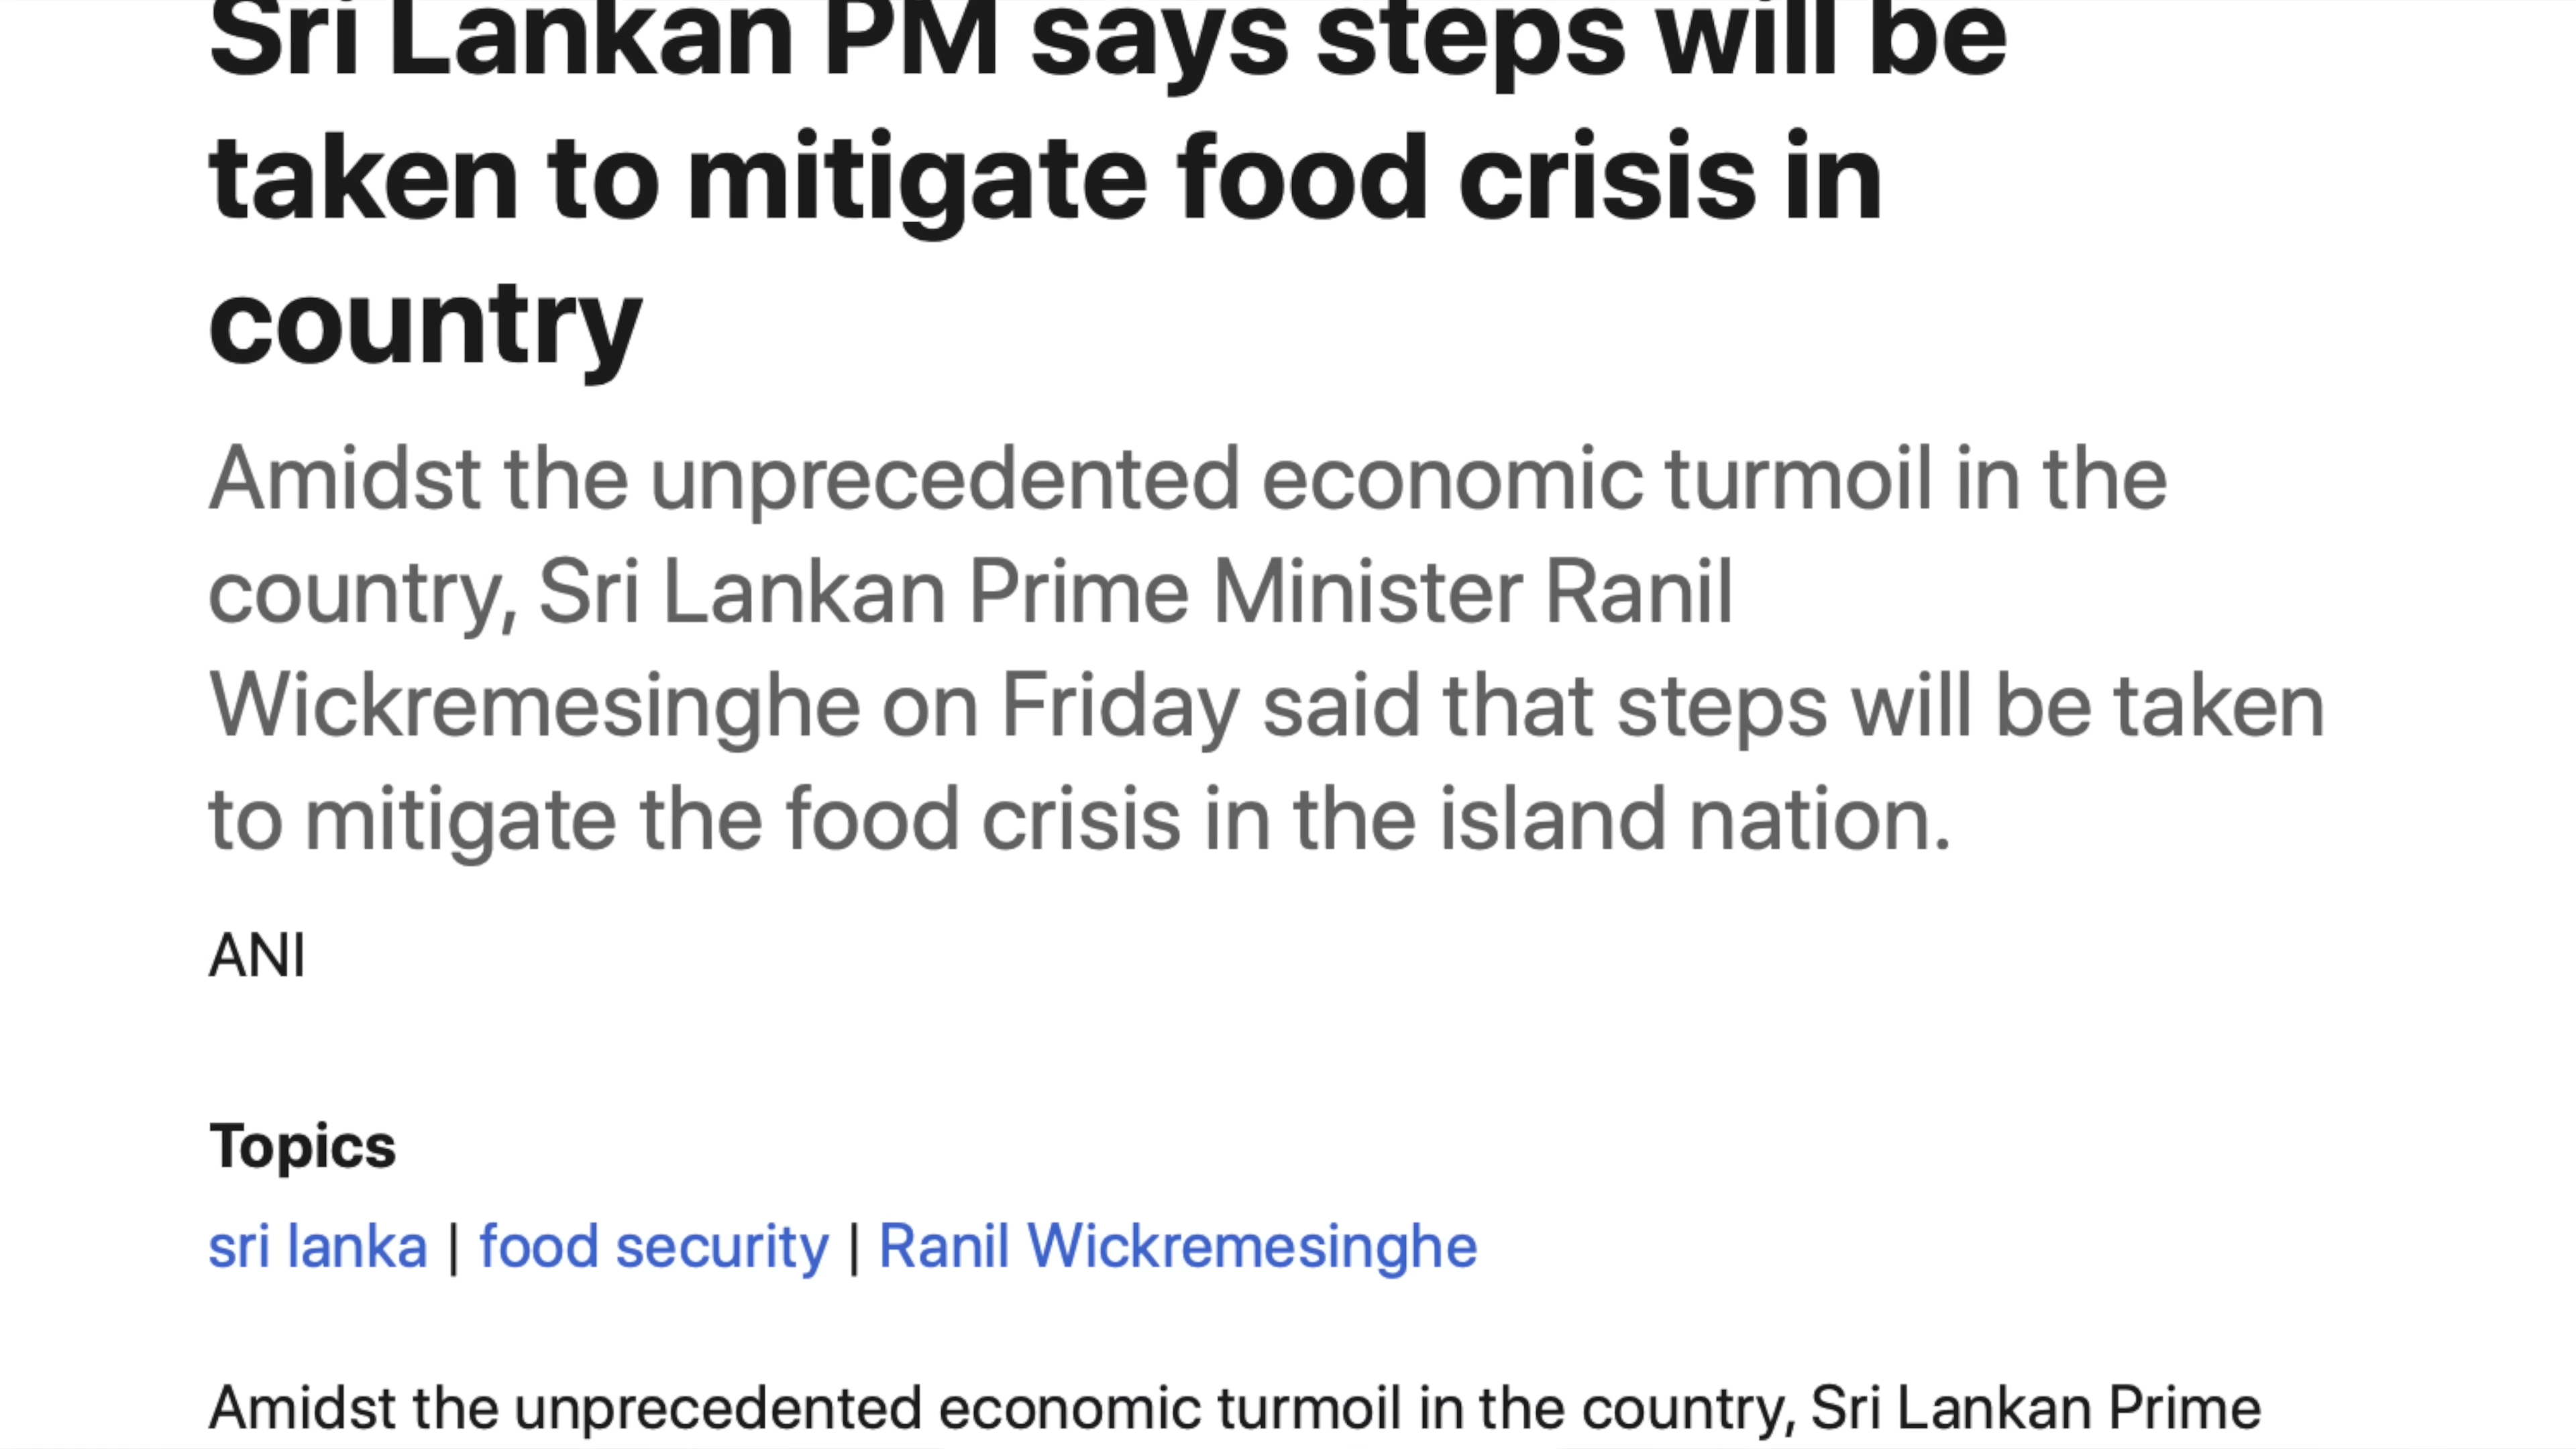 Sri Lankan PM says steps will be
taken to mitigate food crisis in
country
Amidst the unprecedented economic turmoil in the
country, Sri Lankan Prime Minister Ranil
Wickremesinghe on Friday said that steps will be taken
to mitigate the food crisis in the island nation.
ANI
Topics
sri lanka | food security | Ranil Wickremesinghe
Amidst the unprecedented economic turmoil in the country, Sri Lankan Prime